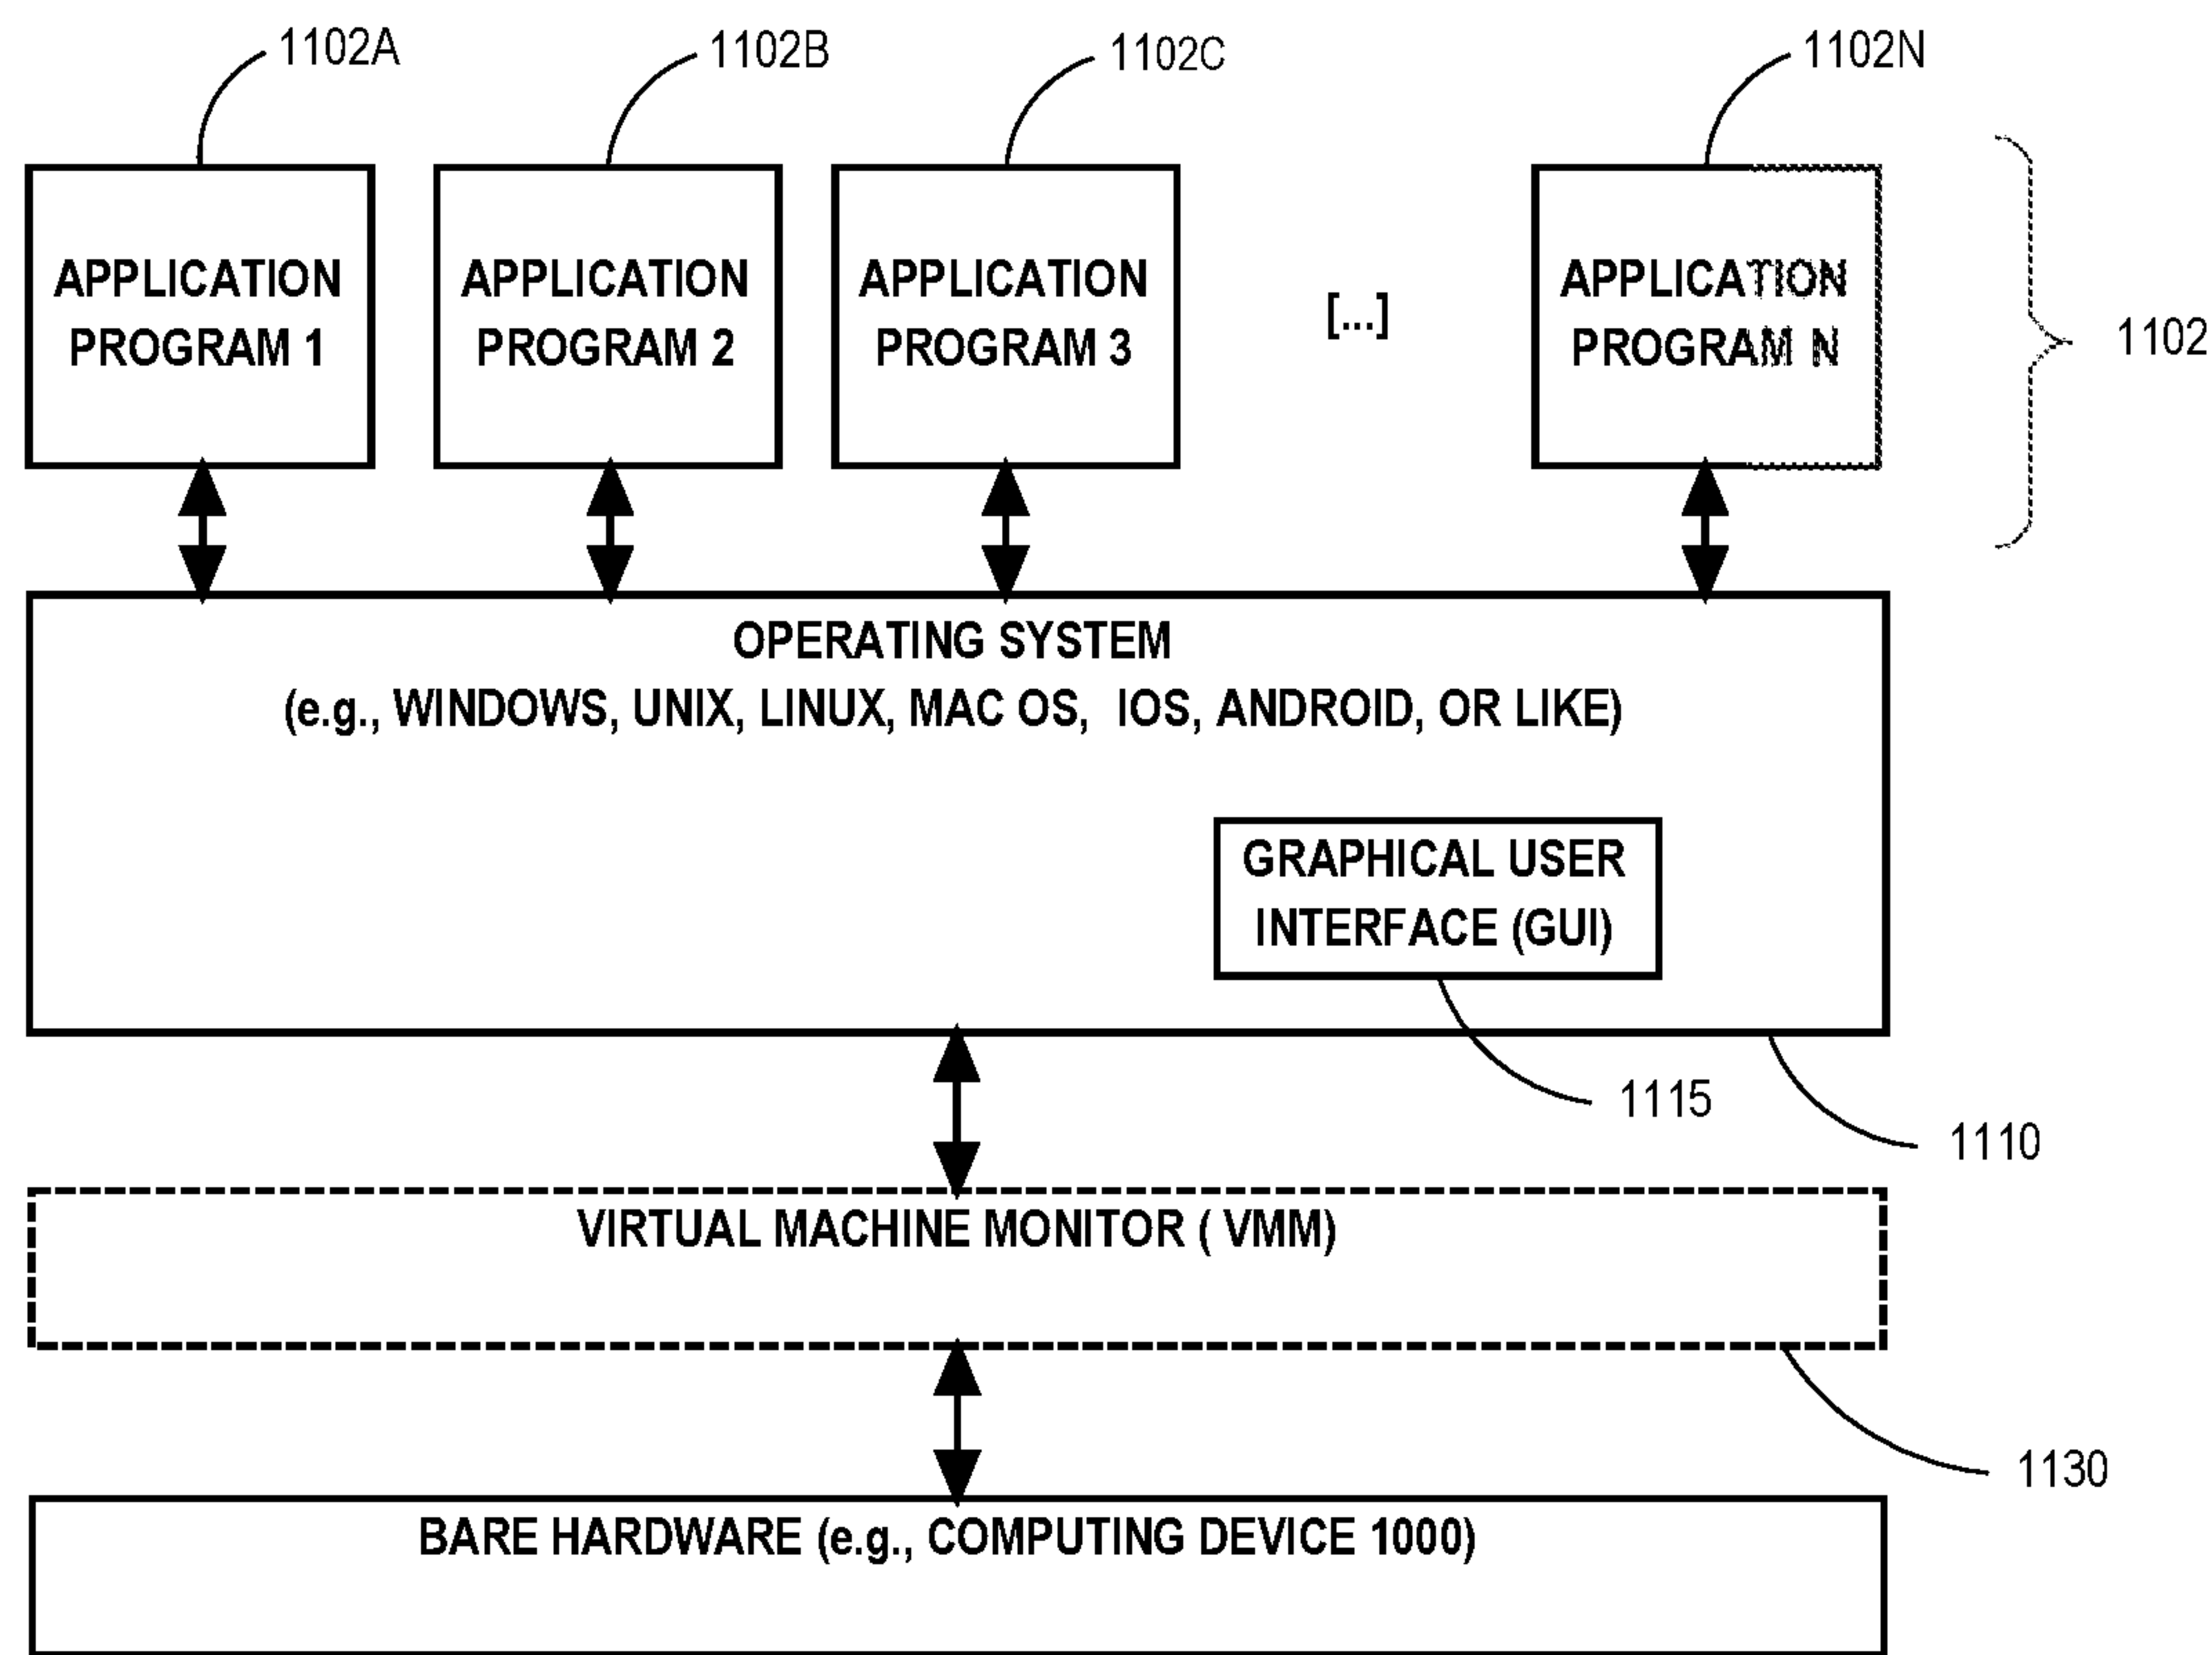 1102A
1102B
1102C
1102N
APPLICATION
PROGRAM 1
APPLICATION
PROGRAM 2
APPLICATION
PROGRAM 3
[...]
APPLICATION
PROGRAM N
1102
OPERATING SYSTEM
(e.g., WINDOWS, UNIX, LINUX, MAC OS, IOS, ANDROID, OR LIKE)
GRAPHICAL USER
INTERFACE (GUI)
1115
1110
VIRTUAL MACHINE MONITOR ( VMM)
1130
BARE HARDWARE (e.g., COMPUTING DEVICE 1000)